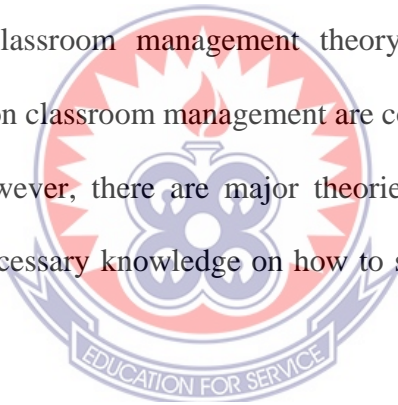 lassroom management theory
on classroom management are co
wever, there are major theorie
cessary knowledge on how to s
EDUCATION FOR SERVICE